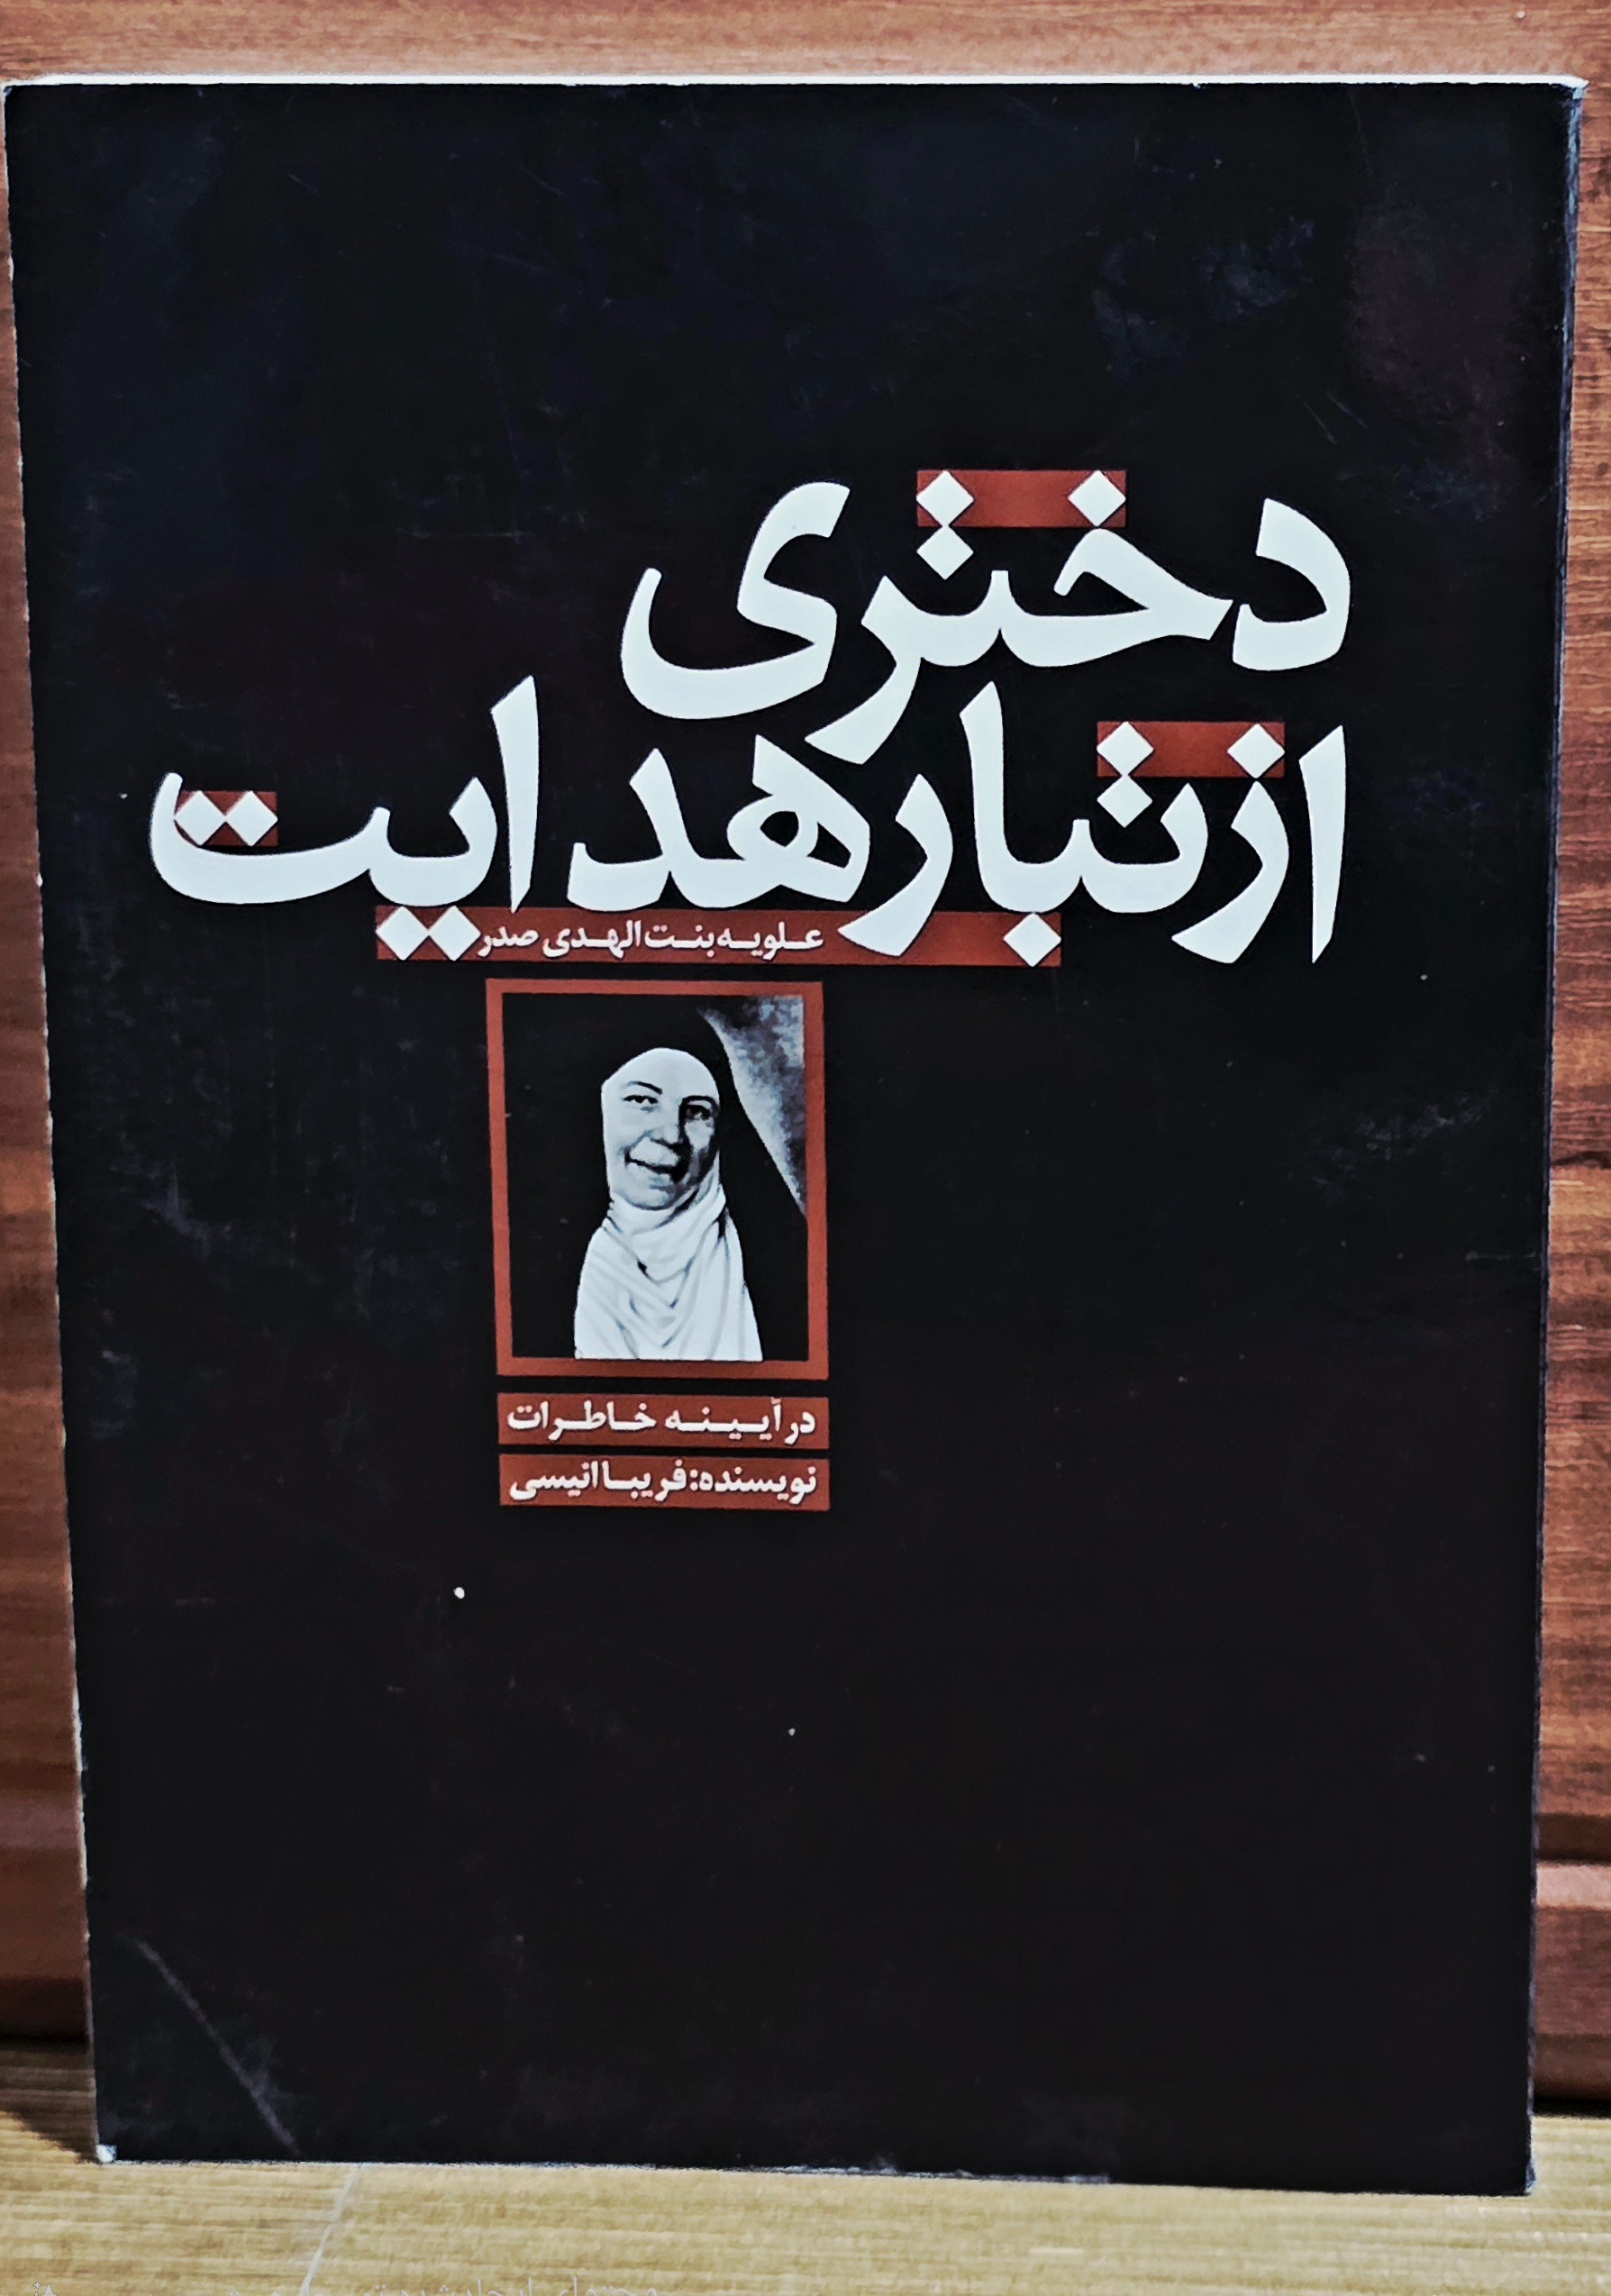 دختری
از تبار هدایت
علویه بنت الهدی صدر
در آیینه خاطرات
نویسنده: فریبا انیسی